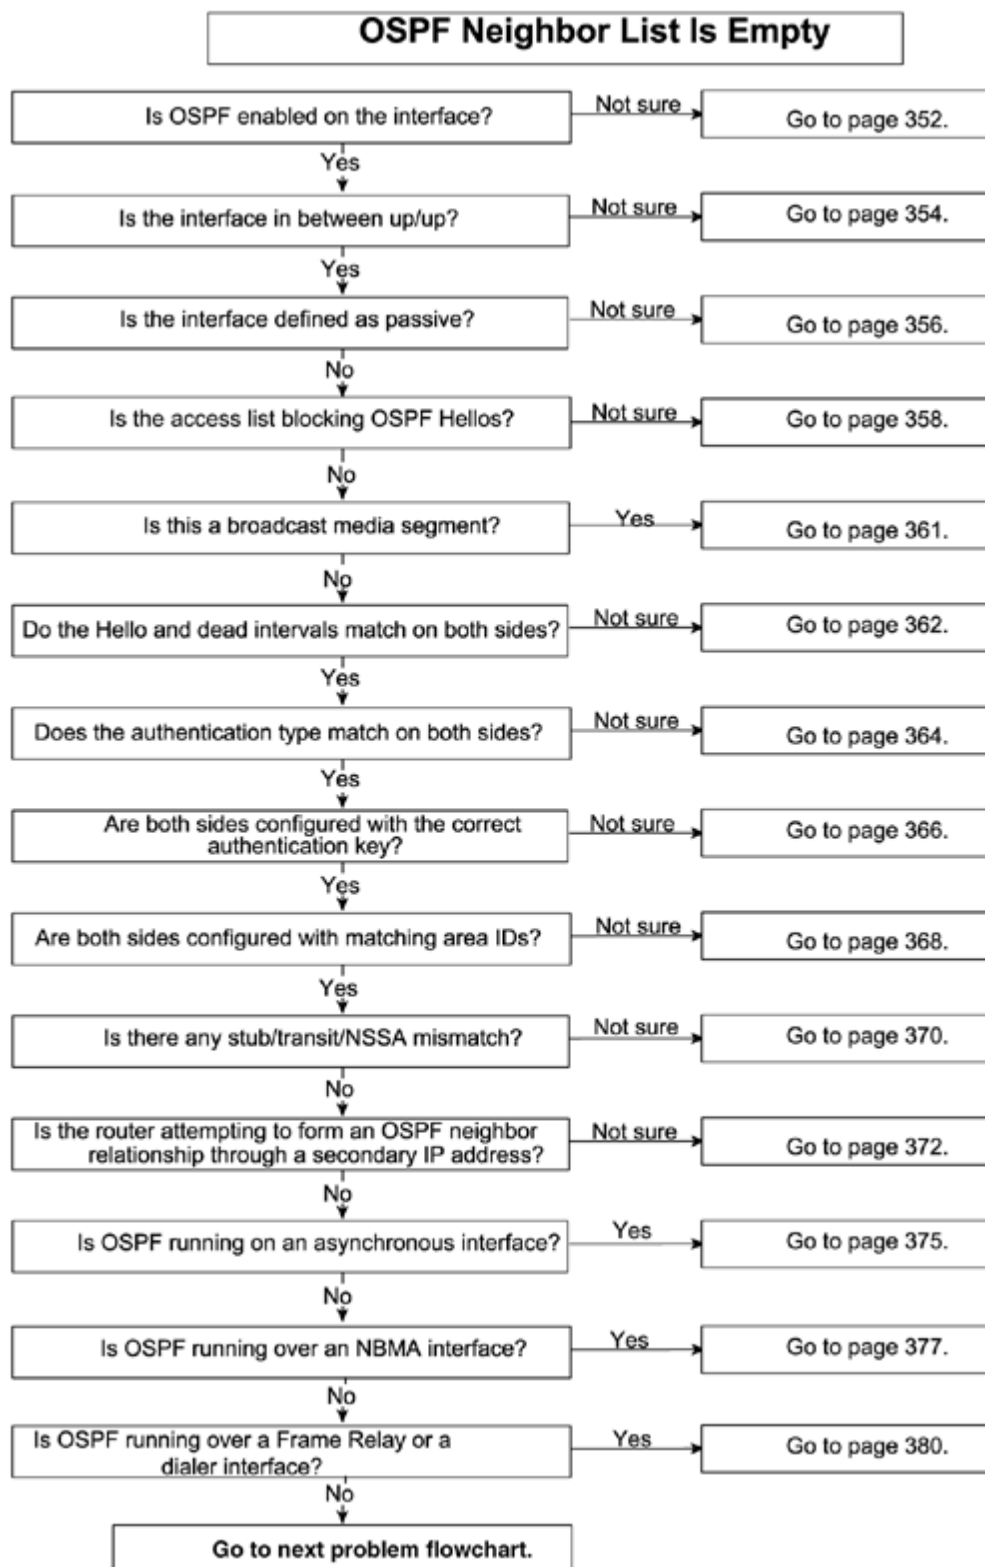 OSPF Neighbor List Is Empty
Is OSPF enabled on the interface?
Not sure
Go to page 352.
Yes
Is the interface in between up/up?
Not sure
Go to page 354.
Yes
Is the interface defined as passive?
Not sure
Go to page 356.
No
Is the access list blocking OSPF Hellos?
Not sure
Go to page 358.
No
Is this a broadcast media segment?
Yes
Go to page 361.
No
Do the Hello and dead intervals match on both sides?
Not sure
Go to page 362.
Yes
Does the authentication type match on both sides?
Not sure
Go to page 364.
Yes
Are both sides configured with the correct
authentication key?
Not sure
Go to page 366.
Yes
Are both sides configured with matching area IDs?
Not sure
Go to page 368.
Yes
Is there any stub/transit/NSSA mismatch?
Not sure
Go to page 370.
No
Is the router attempting to form an OSPF neighbor
relationship through a secondary IP address?
Not sure
Go to page 372.
No
Is OSPF running on an asynchronous interface?
Yes
Go to page 375.
No
Is OSPF running over an NBMA interface?
Yes
Go to page 377.
No
Is OSPF running over a Frame Relay or a
dialer interface?
Yes
Go to page 380.
No
Go to next problem flowchart.